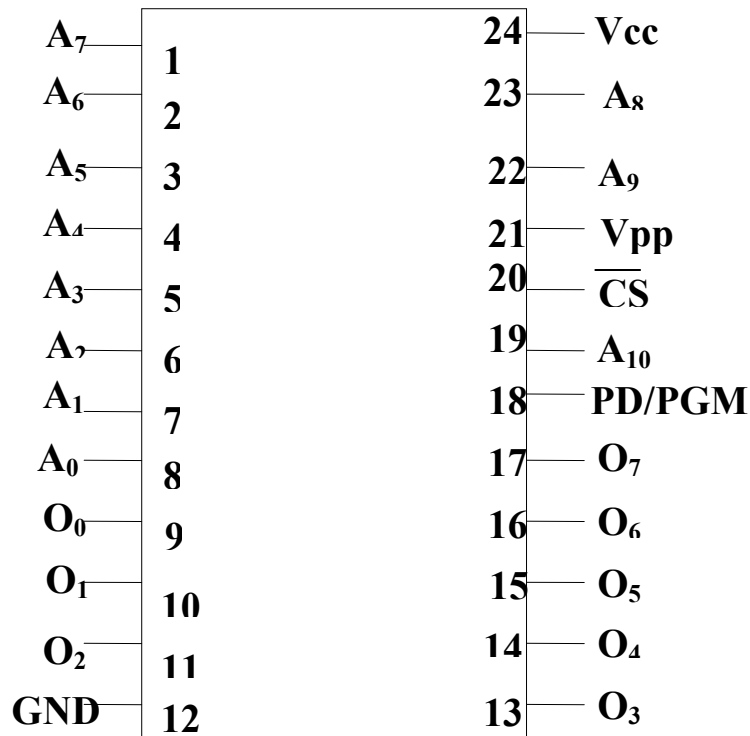 A₇ 1 24 Vcc
A₆ 2 23 A₈
A₅ 3 22 A₉
A₄ 4 21 Vpp
A₃ 5 20 C̅S̅
A₂ 6 19 A₁₀
A₁ 7 18 PD/PGM
A₀ 8 17 O₇
O₀ 9 16 O₆
O₁ 10 15 O₅
O₂ 11 14 O₄
GND 12 13 O₃